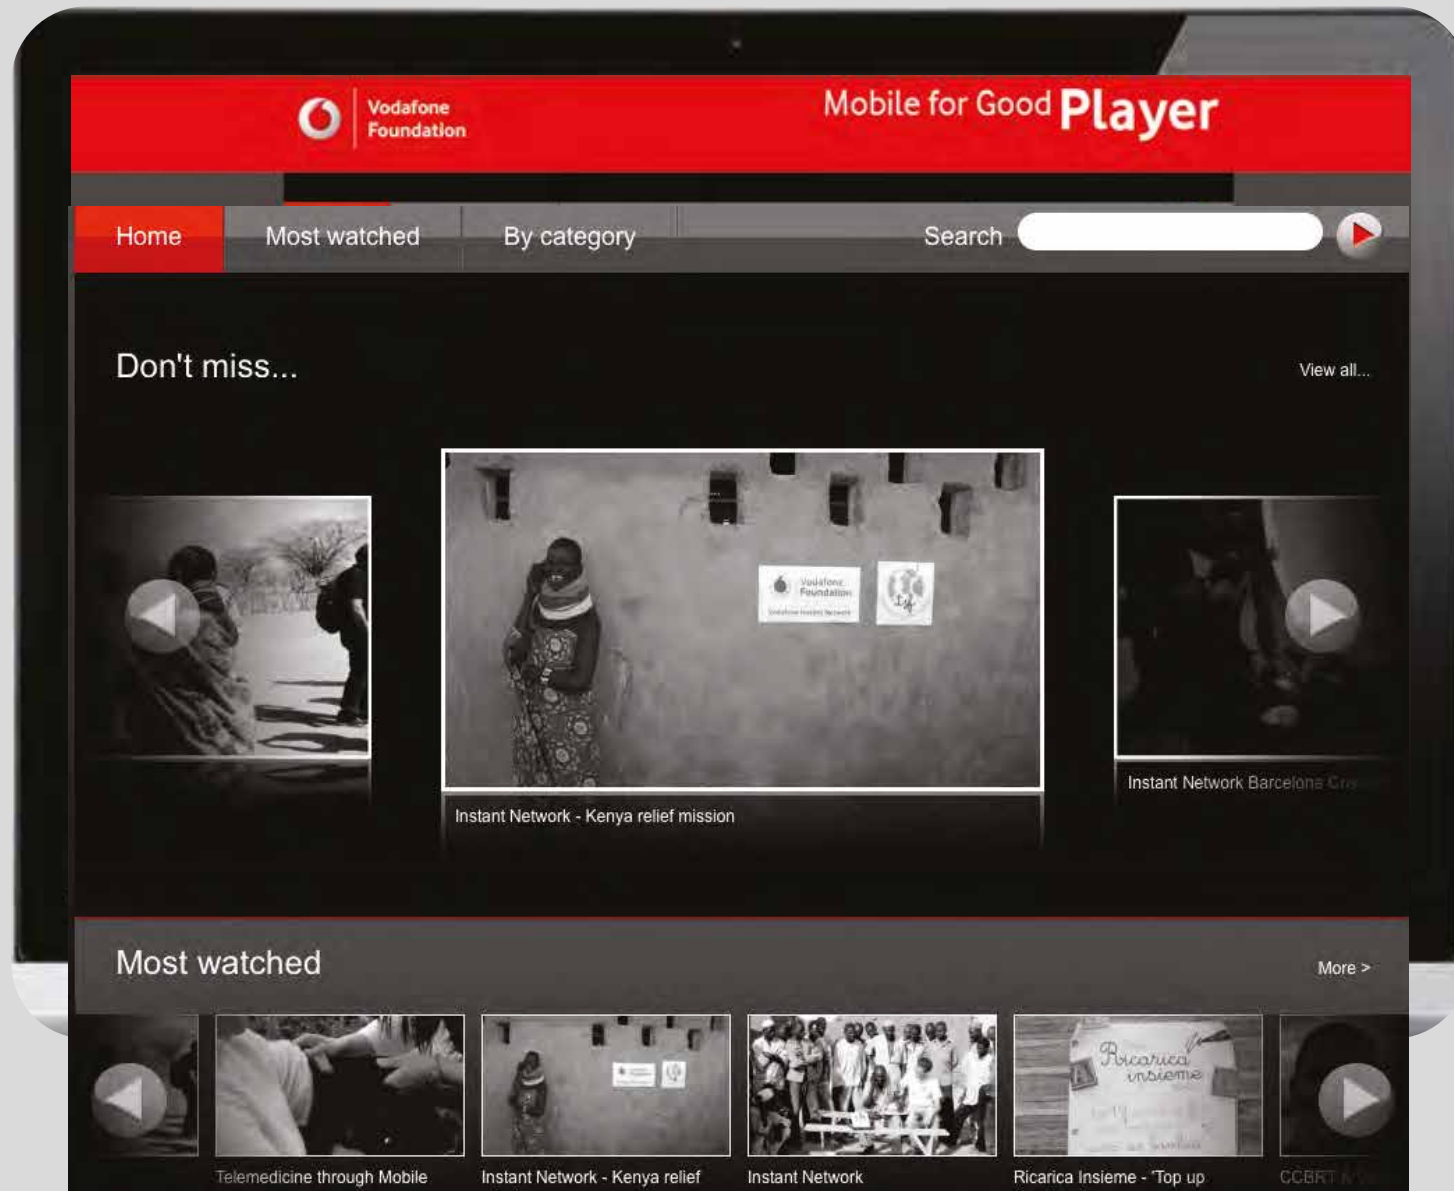 Vodafone
Foundation
Mobile for Good Player
Home
Most watched
By category
Search
Don't miss...
View all...
Vodafone
Foundation
Instant Network - Kenya relief mission
Instant Network Barcelona
Most watched
More >
Ricarica
insieme
Telemedicine through Mobile
Instant Network - Kenya relief
Instant Network
Ricarica Insieme - 'Top up
CCBRT